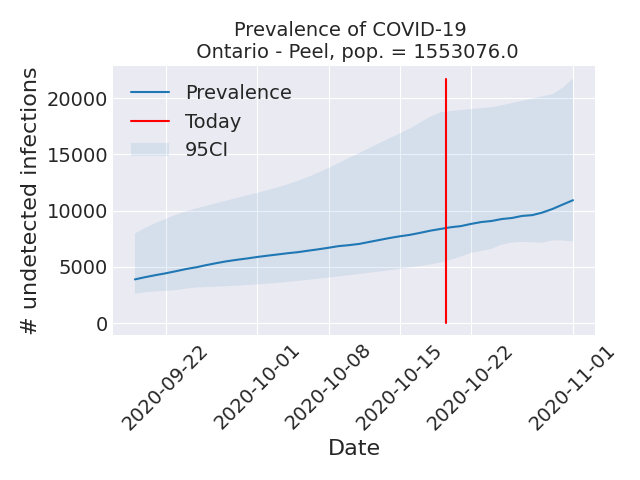 Prevalence of COVID-19
Ontario - Peel, pop. = 1553076.0
# undetected infections
20000
15000
10000
5000
0
Prevalence
Today
95CI
2020-09-22
2020-10-01
2020-10-08
2020-10-15
2020-10-22
2020-11-01
Date